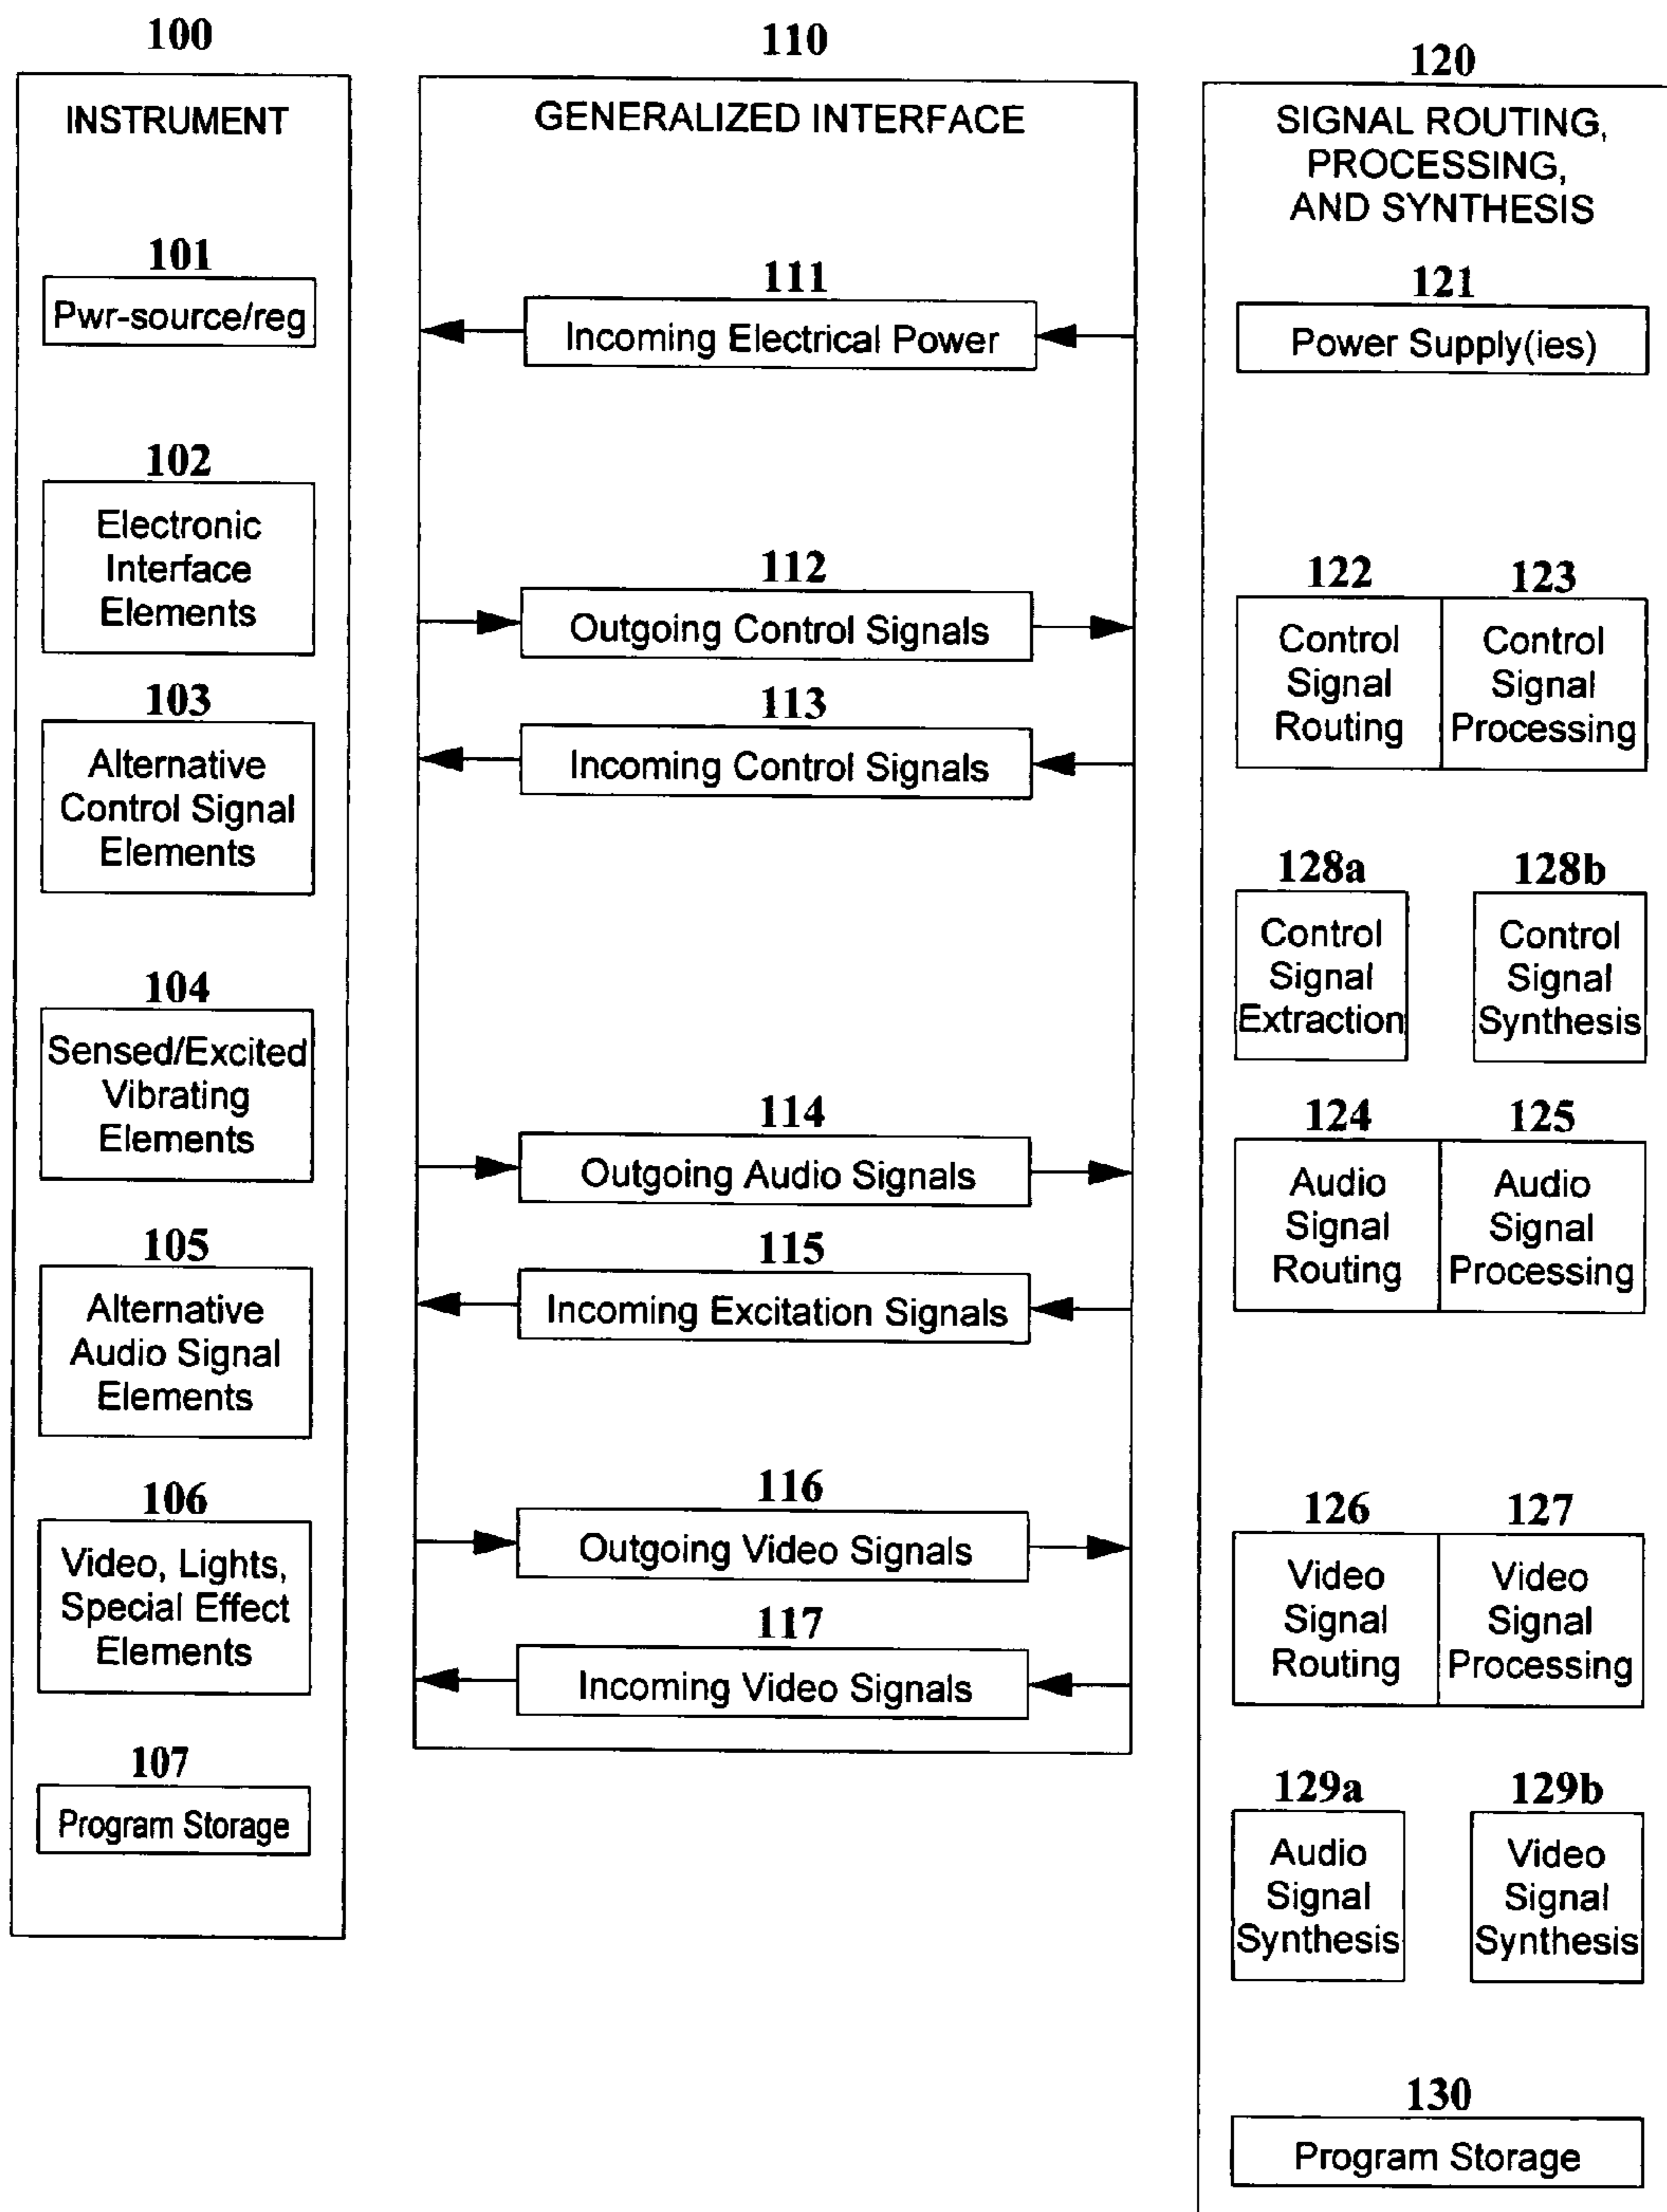 100
INSTRUMENT
101
Pwr-source/reg
102
Electronic
Interface
Elements
103
Alternative
Control Signal
Elements
104
Sensed/Excited
Vibrating
Elements
105
Alternative
Audio Signal
Elements
106
Video, Lights,
Special Effect
Elements
107
Program Storage
110
GENERALIZED INTERFACE
111
Incoming Electrical Power
112
Outgoing Control Signals
113
Incoming Control Signals
114
Outgoing Audio Signals
115
Incoming Excitation Signals
116
Outgoing Video Signals
117
Incoming Video Signals
120
SIGNAL ROUTING,
PROCESSING,
AND SYNTHESIS
121
Power Supply(ies)
122
Control
Signal
Routing
123
Control
Signal
Processing
128a
Control
Signal
Extraction
128b
Control
Signal
Synthesis
124
Audio
Signal
Routing
125
Audio
Signal
Processing
126
Video
Signal
Routing
127
Video
Signal
Processing
129a
Audio
Signal
Synthesis
129b
Video
Signal
Synthesis
130
Program Storage